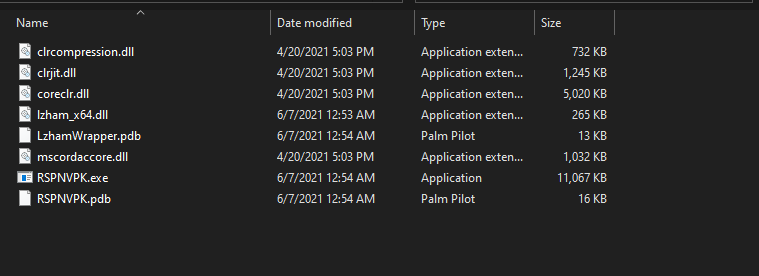 Name Date modified Type Size
clrcompression.dll 4/20/2021 5:03 PM Application exten... 732 KB
clrjit.dll 4/20/2021 5:03 PM Application exten... 1,245 KB
coreclr.dll 4/20/2021 5:03 PM Application exten... 5,020 KB
lzham_x64.dll 6/7/2021 12:53 AM Application exten... 265 KB
LzhamWrapper.pdb 6/7/2021 12:54 AM Palm Pilot 13 KB
mscordaccore.dll 4/20/2021 5:03 PM Application exten... 1,032 KB
RSPNVPK.exe 6/7/2021 12:54 AM Application 11,067 KB
RSPNVPK.pdb 6/7/2021 12:54 AM Palm Pilot 16 KB